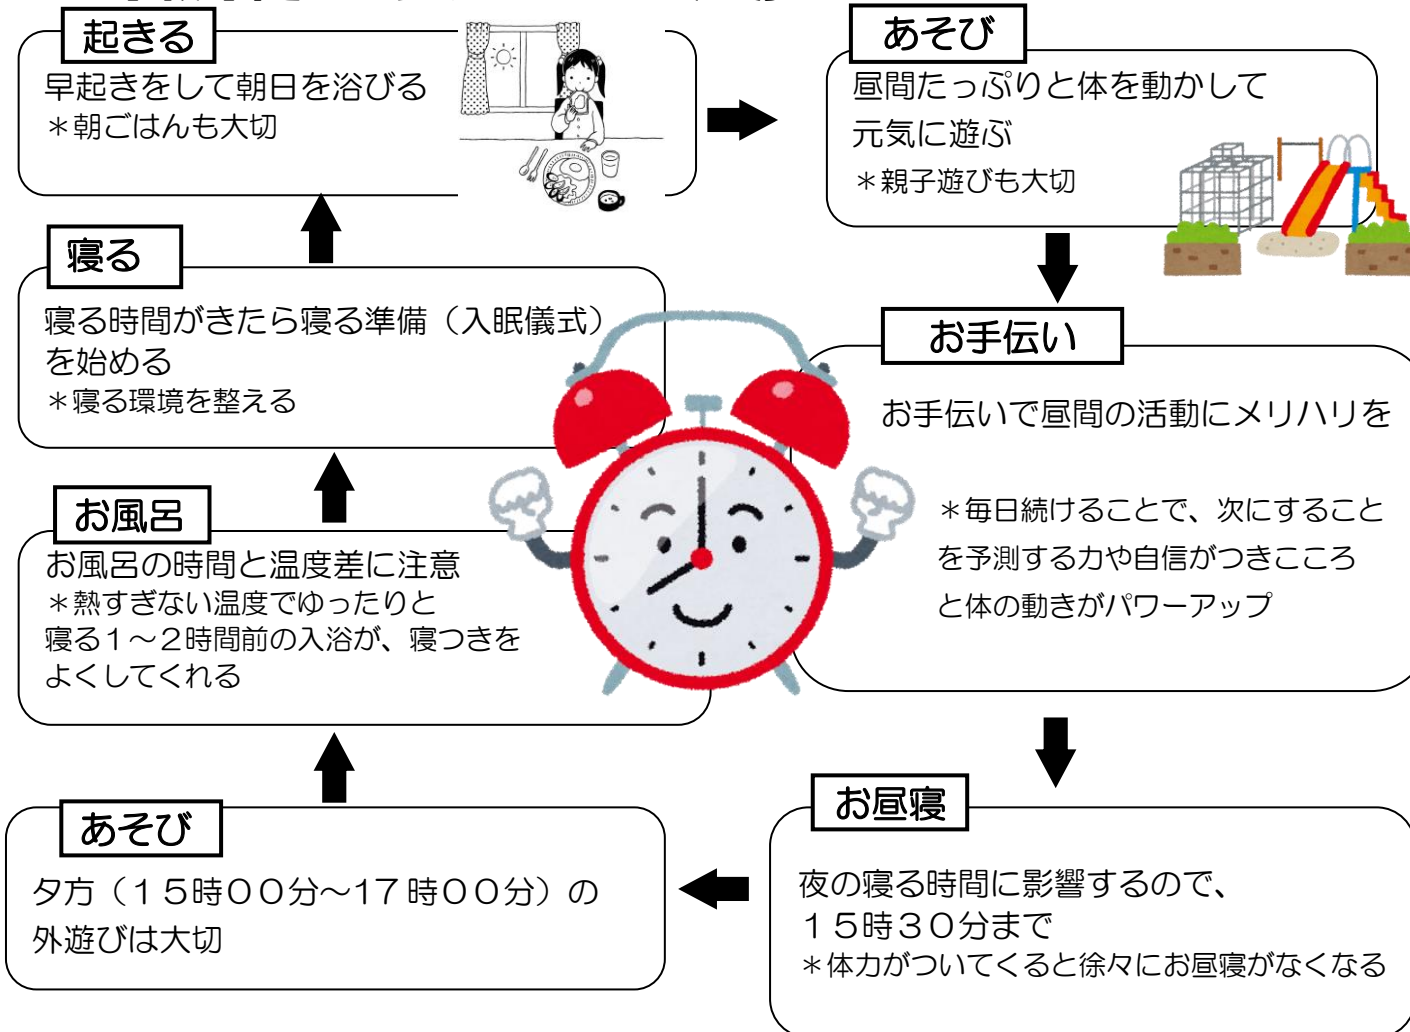 起きる
早起きをして朝日を浴びる
＊朝ごはんも大切
あそび
昼間たっぷりと体を動かして
元気に遊ぶ
＊親子遊びも大切
お手伝い
お手伝いで昼間の活動にメリハリを
＊毎日続けることで、次にすること
を予測する力や自信がつきこころ
と体の動きがパワーアップ
お昼寝
夜の寝る時間に影響するので、
１５時３０分まで
＊体力がついてくると徐々にお昼寝がなくなる
あそび
夕方（１５時００分～17時００分）の
外遊びは大切
お風呂
お風呂の時間と温度差に注意
＊熱すぎない温度でゆったりと
寝る１～２時間前の入浴が、寝つきを
よくしてくれる
寝る
寝る時間がきたら寝る準備（入眠儀式）
を始める
＊寝る環境を整える